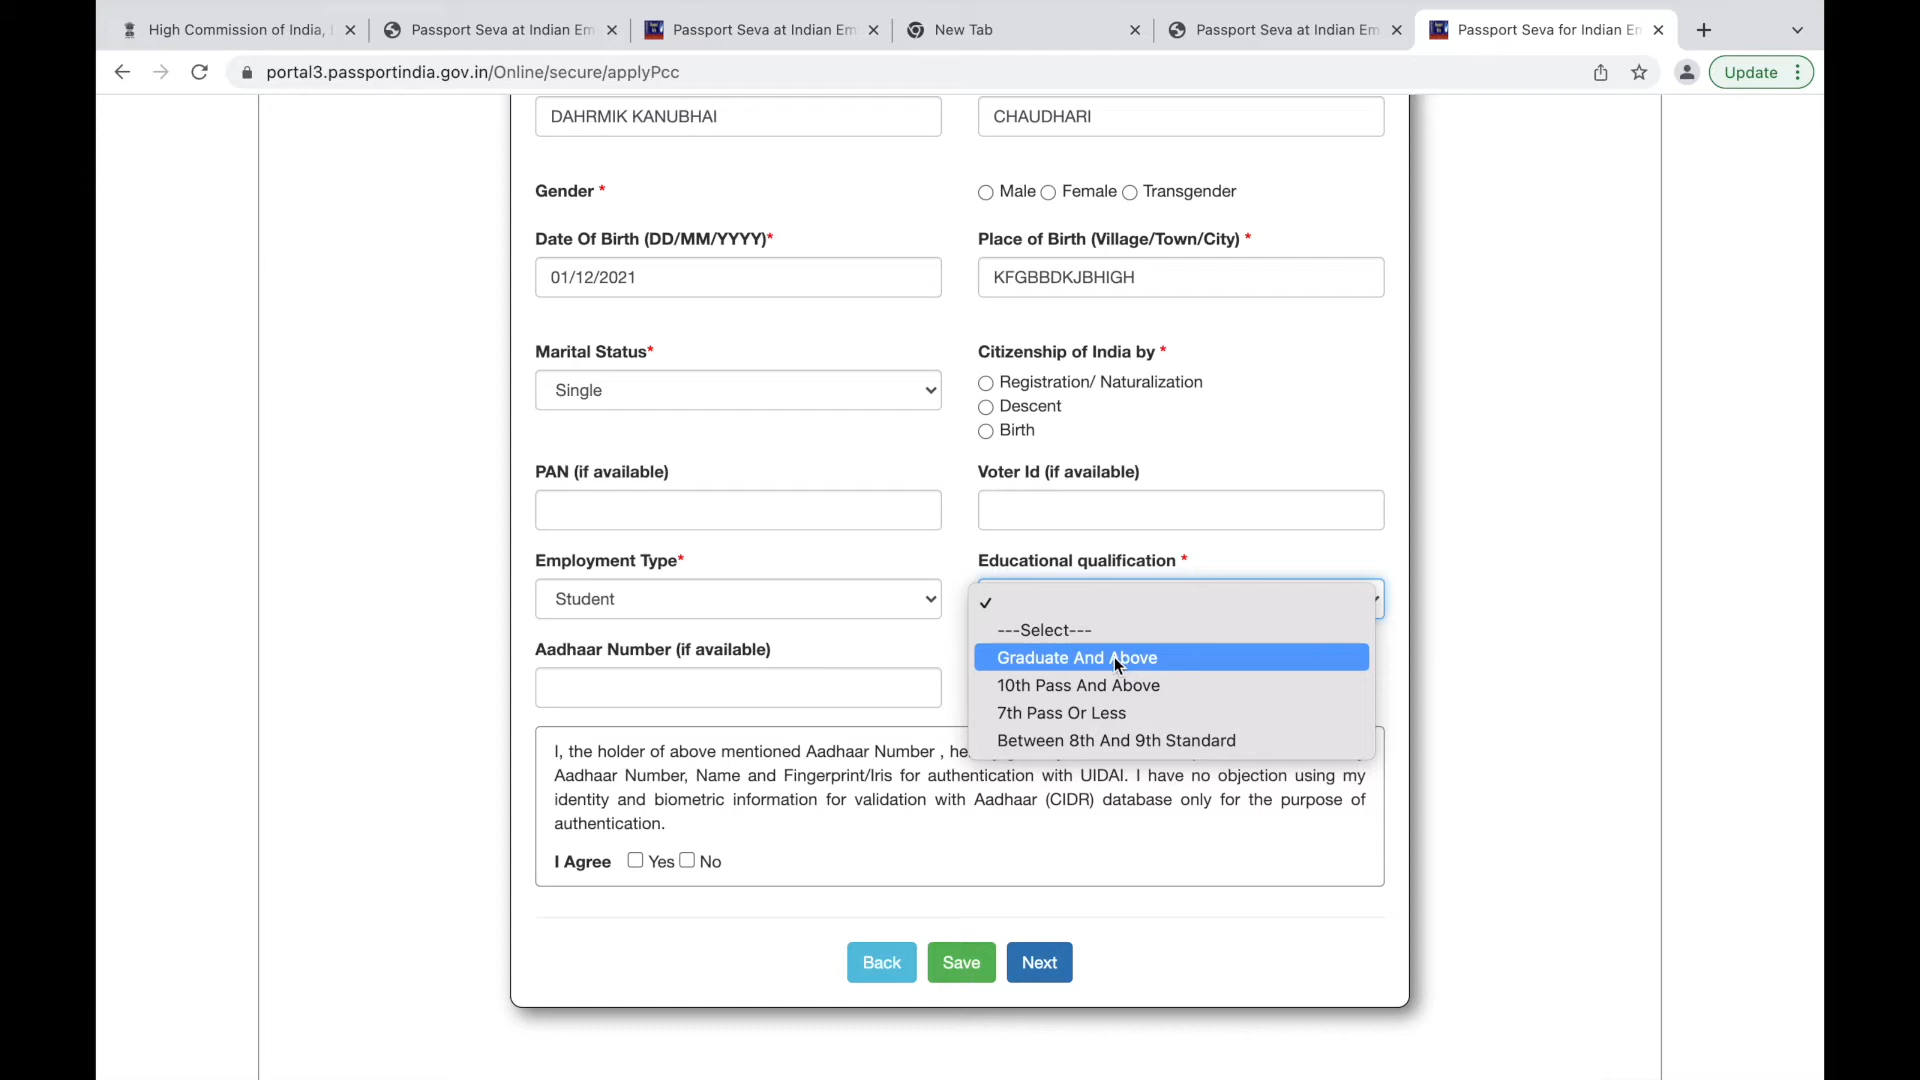 High Commission of India,
Passport Seva at Indian Em
Passport Seva at Indian Em
New Tab
Passport Seva at Indian Em
Passport Seva for Indian En
portal3.passportindia.gov.in/Online/secure/applyPcc
Update
DAHRMIK KANUBHAI
CHAUDHARI
Gender *
Male Female Transgender
Date Of Birth (DD/MM/YYYY)*
Place of Birth (Village/Town/City) *
01/12/2021
KFGBBDKJBHIGH
Marital Status*
Citizenship of India by *
Single
Registration/ Naturalization
Descent
Birth
PAN (if available)
Voter Id (if available)
Employment Type*
Educational qualification *
Student
---Select---
Graduate And Above
10th Pass And Above
7th Pass Or Less
Between 8th And 9th Standard
Aadhaar Number (if available)
I, the holder of above mentioned Aadhaar Number ,
Aadhaar Number, Name and Fingerprint/Iris for authentication with UIDAI. I have no objection using my
identity and biometric information for validation with Aadhaar (CIDR) database only for the purpose of
authentication.
I Agree Yes No
Back Save Next